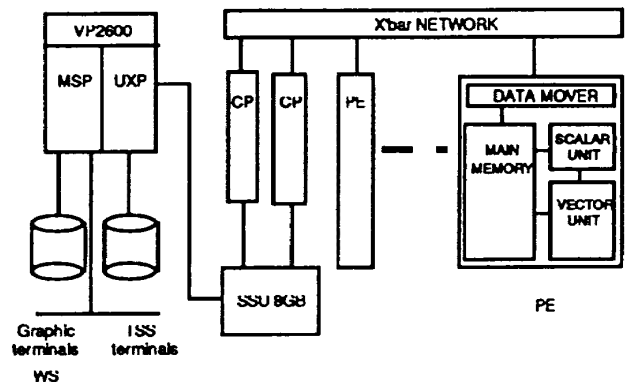 VP2600
MSP UXP
X'bar NETWORK
CP CP PE
DATA MOVER
MAIN MEMORY
SCALAR UNIT
VECTOR UNIT
SSU 8GB
PE
Graphic terminals
TSS terminals
WS